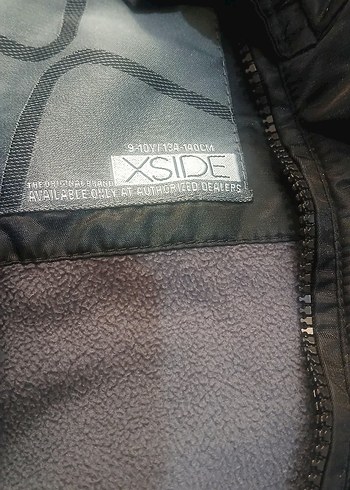 9-10Y/134-140CM
XSIDE
THE ORIGINAL BRAND
AVAILABLE ONLY AT AUTHORIZED DEALERS